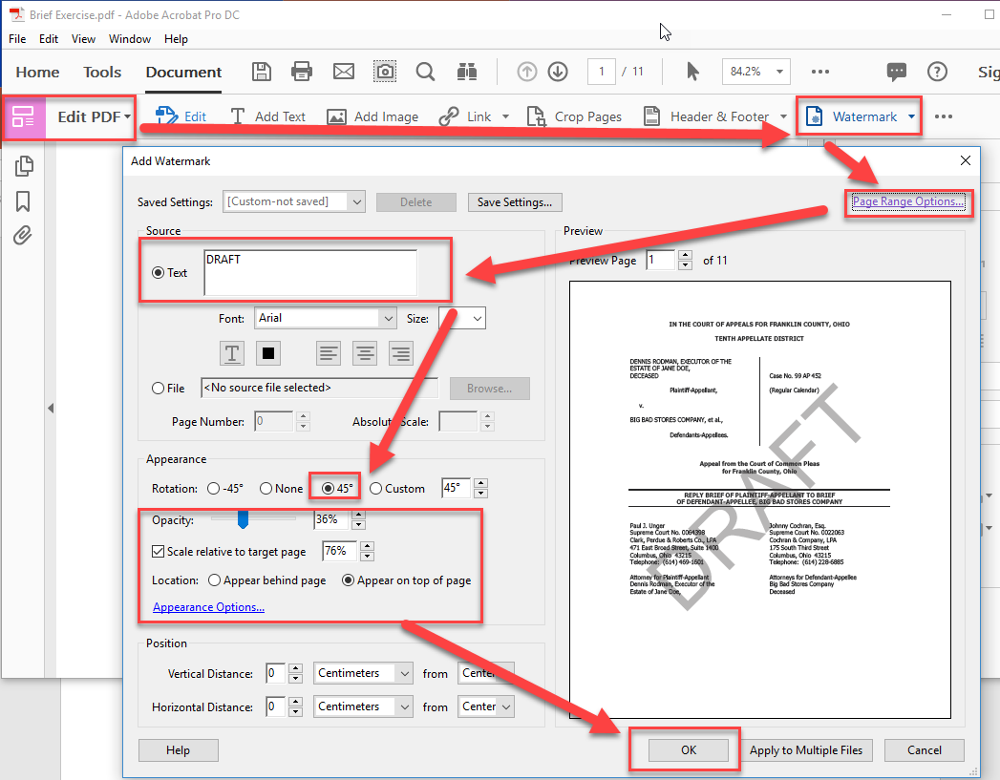 Brief Exercise.pdf - Adobe Acrobat Pro DC
File Edit View Window Help
Home Tools Document 1 / 11 84.2% Sig
Edit PDF Edit Add Text Add Image Link Crop Pages Header & Footer Watermark
Add Watermark
Saved Settings: [Custom-not saved] Delete Save Settings... Page Range Options...
Source
Text DRAFT
Font: Arial Size:
File <No source file selected> Browse...
Page Number: 0 Absolute Scale:
Appearance
Rotation: -45° None 45° Custom 45°
Opacity: 36%
Scale relative to target page 76%
Location: Appear behind page Appear on top of page
Appearance Options...
Position
Vertical Distance: 0 Centimeters from Center
Horizontal Distance: 0 Centimeters from Center
Preview
Preview Page 1 of 11
IN THE COURT OF APPEALS FOR FRANKLIN COUNTY, OHIO
TENTH APPELLATE DISTRICT
DENNIS RODMAN, EXECUTOR OF THE
ESTATE OF JANE DOE,
DECEASED
Plaintiff-Appellant,
v.
BIG BAD STORES COMPANY, et al.,
Defendants-Appellees.
Case No. 99 AP 452
(Regular Calendar)
Appeal from the Court of Common Pleas
for Franklin County, Ohio
REPLY BRIEF OF PLAINTIFF-APPELLANT TO BRIEF
OF DEFENDANT-APPELLEE, BIG BAD STORES COMPANY
Paul J. Unger
Supreme Court No. 0064398
Clark, Perdue & Roberts Co., LPA
471 East Broad Street, Suite 1400
Columbus, Ohio 43215
Telephone: (614) 469-1601
Attorney for Plaintiff-Appellant
Dennis Rodman, Executor of the
Estate of Jane Doe,
Johnny Cochran, Esq.
Supreme Court No. 0022063
Cochran & Company, LPA
175 South Third Street
Columbus, Ohio 43215
Telephone: (614) 228-6885
Attorneys for Defendant-Appellee
Big Bad Stores Company
Deceased
DRAFT
Help OK Apply to Multiple Files Cancel